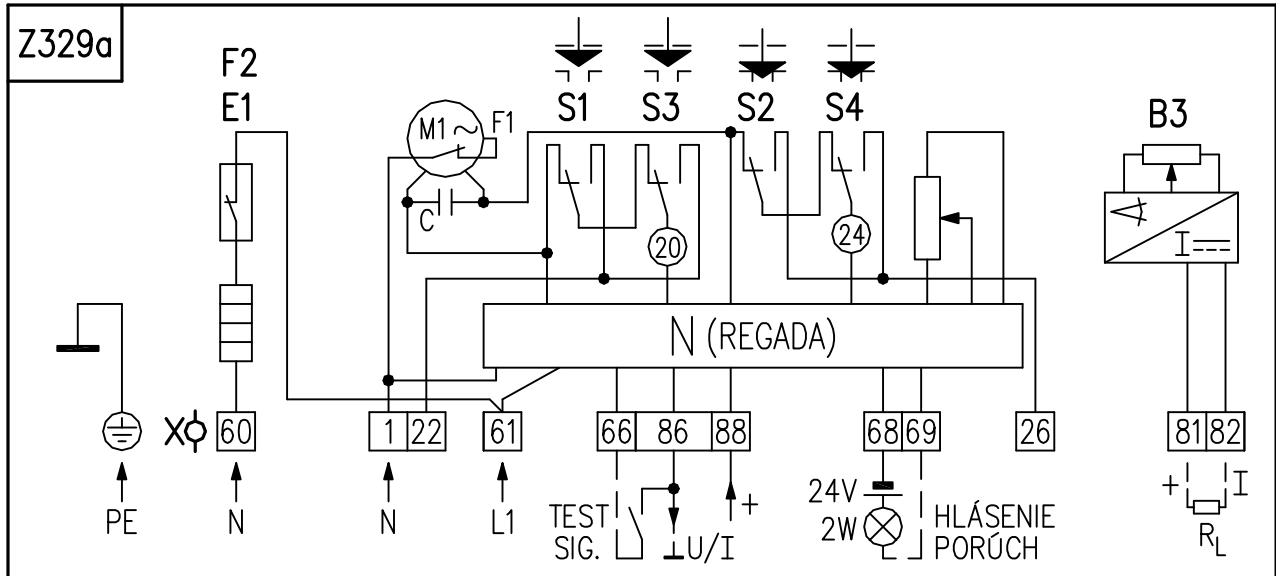 Z329a
F2
E1
M1
F1
C
S1
S3
S2
S4
B3
20
24
I
N (REGADA)
X
60
1
22
61
66
86
88
68
69
26
81
82
PE
N
N
L1
TEST
SIG.
U/I
+
24V
2W
HLÁSENIE
PORÚCH
+
I
RL